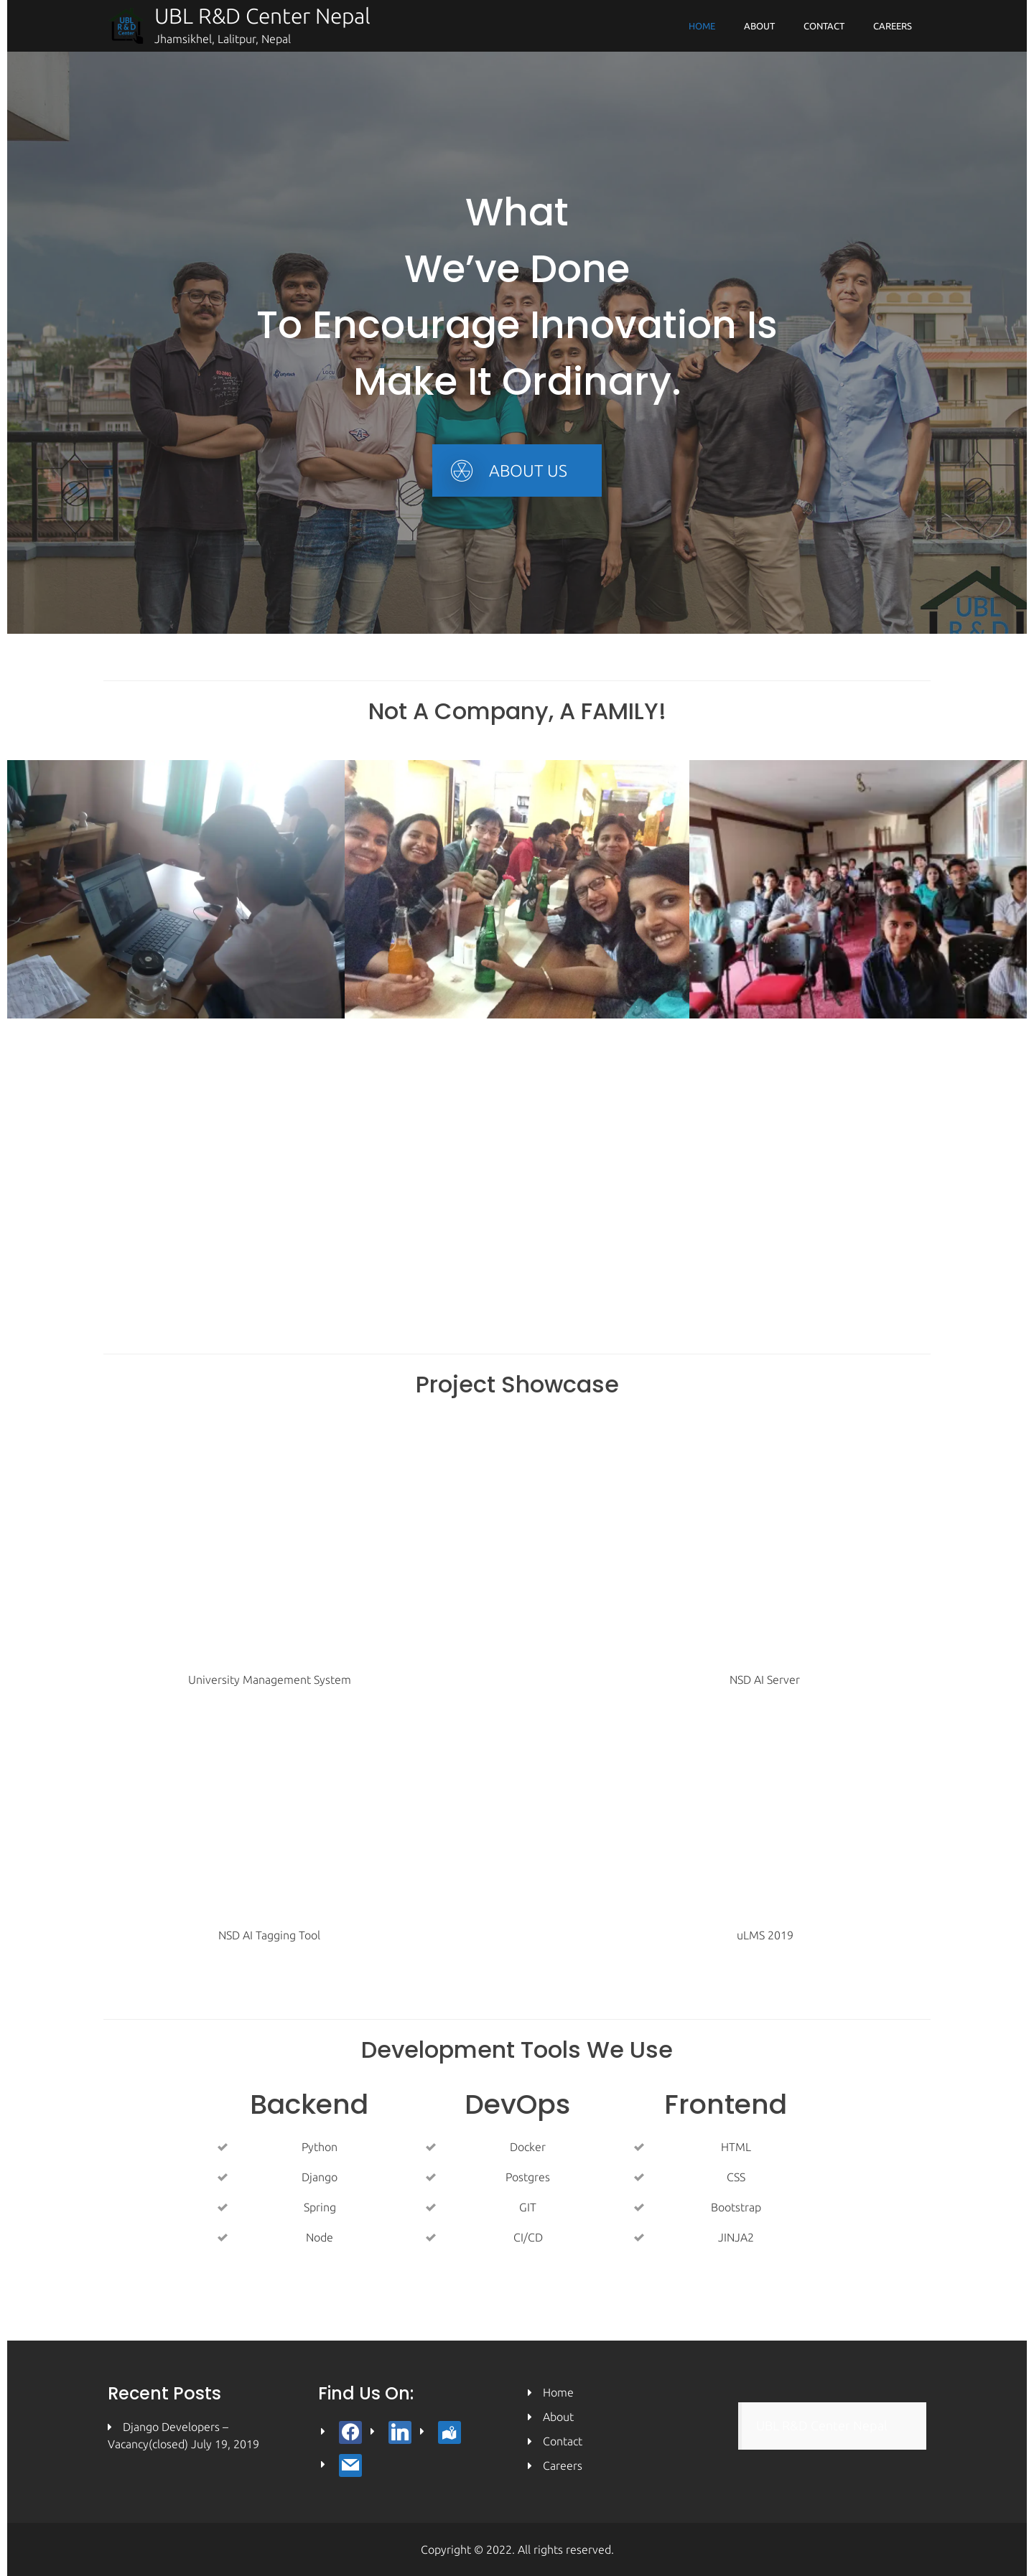 UBL
R & D
Center
UBL R&D Center Nepal
Jhamsikhel, Lalitpur, Nepal
HOME
ABOUT
CONTACT
CAREERS
What
We’ve Done
To Encourage Innovation Is
Make It Ordinary.
ABOUT US
UBL
R & D
Not A Company, A FAMILY!
Project Showcase
University Management System
NSD AI Server
NSD AI Tagging Tool
uLMS 2019
Development Tools We Use
Backend
Python
Django
Spring
Node
DevOps
Docker
Postgres
GIT
CI/CD
Frontend
HTML
CSS
Bootstrap
JINJA2
Recent Posts
Django Developers –
Vacancy(closed) July 19, 2019
Find Us On:
Home
About
Contact
Careers
Copyright © 2022. All rights reserved.